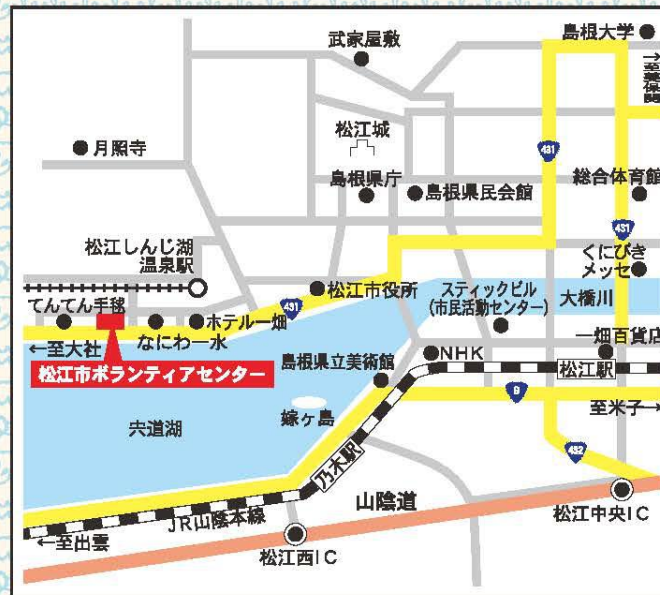 武家屋敷
島根大学
松江城
月照寺
島根県庁
島根県民会館
431
総合体育館
431
松江しんじ湖
温泉駅
くにびき
メッセ
431
松江市役所
スティックビル
(市民活動センター)
大橋川
てんてん手毬
なにわ一水
ホテル一畑
一畑百貨店
←至大社
NHK
島根県立美術館
松江駅
松江市ボランティアセンター
9
宍道湖
嫁ヶ島
至米子→
乃木駅
432
山陰道
JR山陰本線
松江中央IC
←至出雲
松江西IC